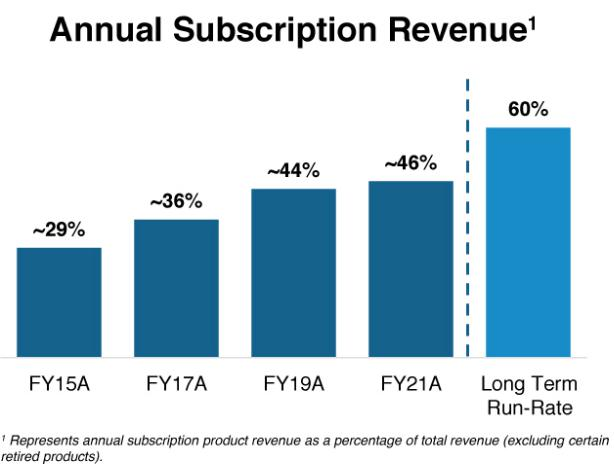 Annual Subscription Revenue¹
60%
~46%
~44%
~36%
~29%
FY15A
FY17A
FY19A
FY21A
Long Term
Run-Rate
¹ Represents annual subscription product revenue as a percentage of total revenue (excluding certain
retired products).